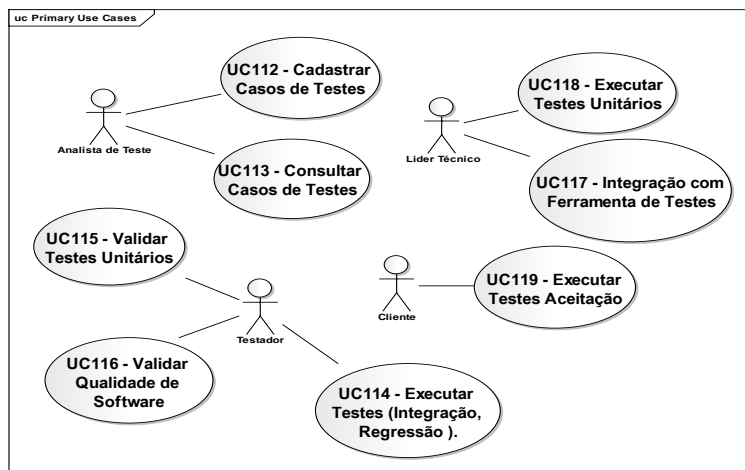 uc Primary Use Cases
UC112 - Cadastrar
Casos de Testes
Analista de Teste
UC113 - Consultar
Casos de Testes
UC118 - Executar
Testes Unitários
Lider Técnico
UC117 - Integração com
Ferramenta de Testes
UC115 - Validar
Testes Unitários
Testador
UC116 - Validar
Qualidade de
Software
UC119 - Executar
Testes Aceitação
Cliente
UC114 - Executar
Testes (Integração,
Regressão ).